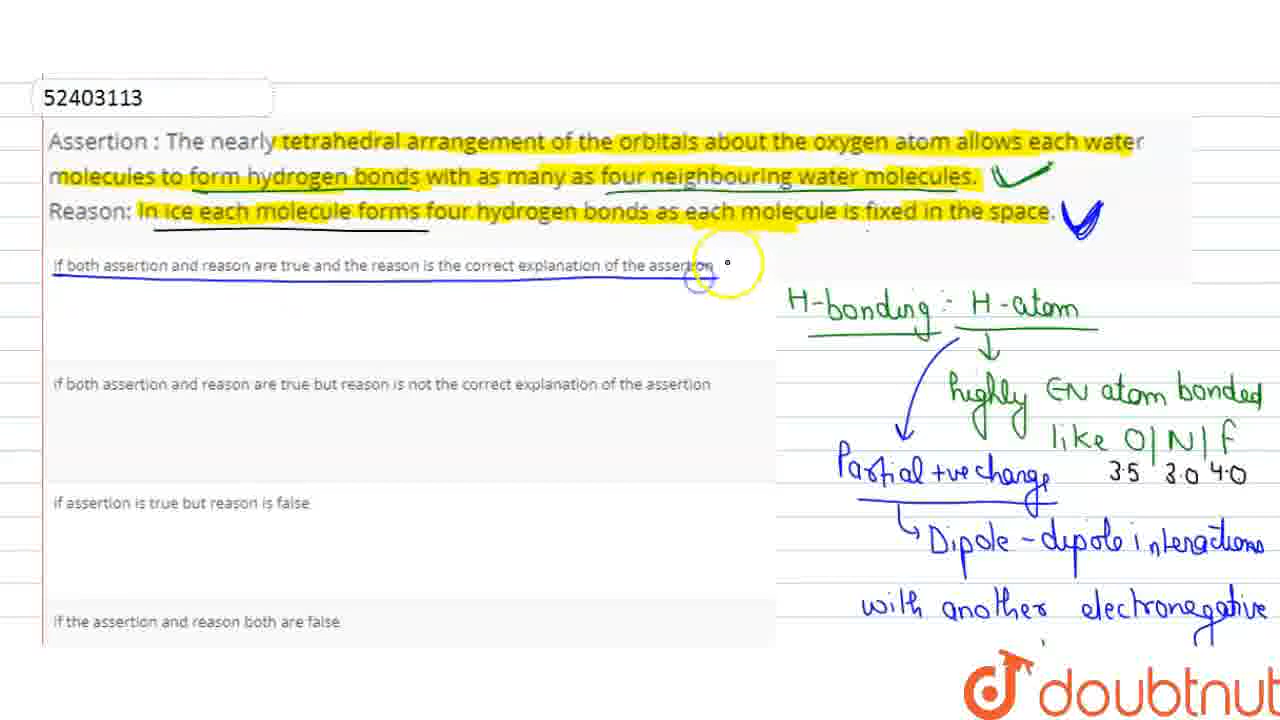 52403113
Assertion : The nearly tetrahedral arrangement of the orbitals about the oxygen atom allows each water
molecules to form hydrogen bonds with as many as four neighbouring water molecules.
Reason: In ice each molecule forms four hydrogen bonds as each molecule is fixed in the space.
if both assertion and reason are true and the reason is the correct explanation of the assertion
H-bonding :- H-atom
if both assertion and reason are true but reason is not the correct explanation of the assertion
highly EN atom bonded
like O|N|F
3.5 3.0 4.0
Partial +ve charge
if assertion is true but reason is false
Dipole-dipole interactions
with another electronegative
if the assertion and reason both are false
doubtnut